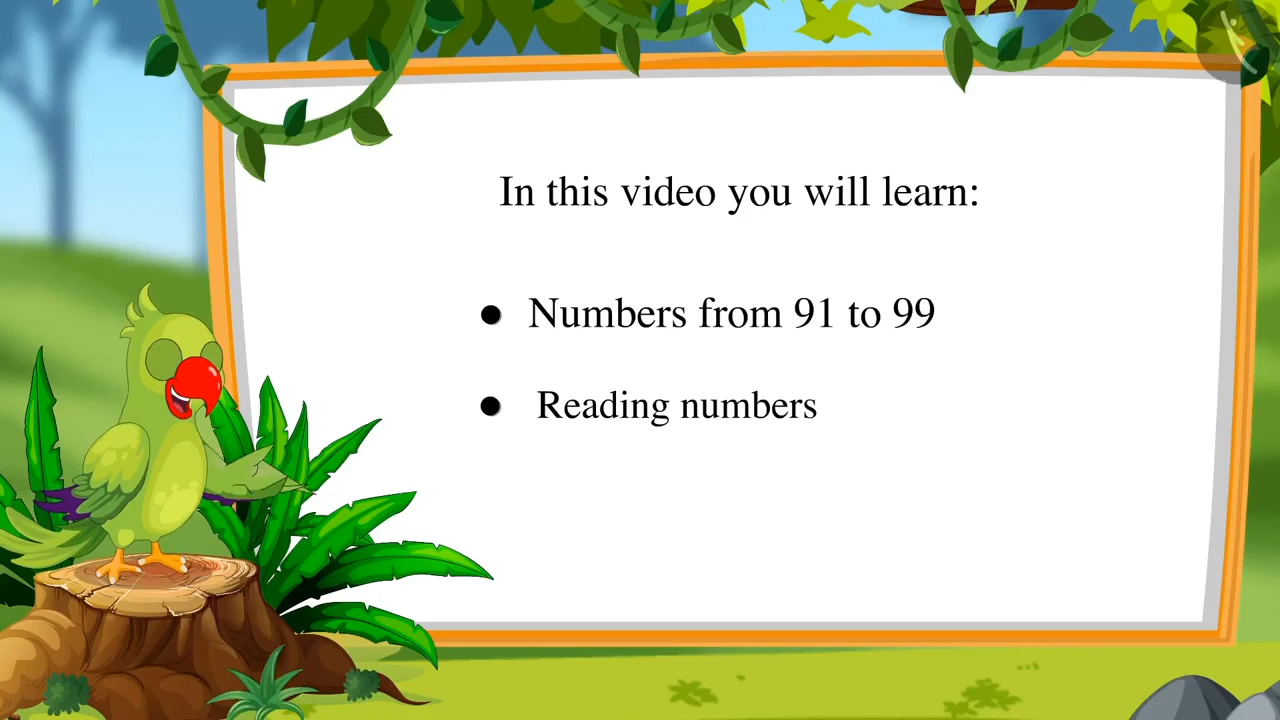 In this video you will learn:
● Numbers from 91 to 99
● Reading numbers